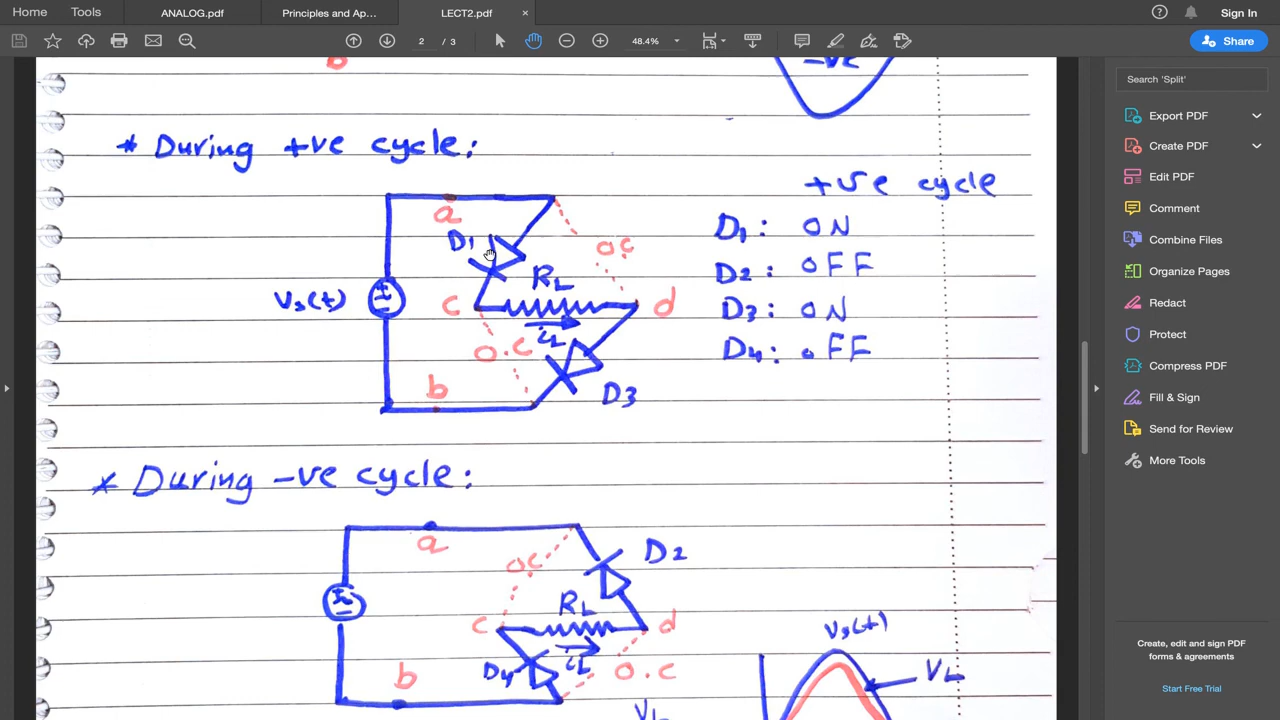 Home Tools ANALOG.pdf Principles and Ap... LECT2.pdf × Sign In
2 / 3 48.4% Share
b -ve
* During +ve cycle:
+ve cycle
D1: ON
D2: OFF
D3: ON
D4: OFF
a
D1
o.c
RL
Vs(t)
c
d
iL
o.c
b
D3
* During -ve cycle:
a
D2
o.c
RL
c
d
iL
D4
o.c
b
Vs(t)
VL
VL
Search 'Split'
Export PDF
Create PDF
Edit PDF
Comment
Combine Files
Organize Pages
Redact
Protect
Compress PDF
Fill & Sign
Send for Review
More Tools
Create, edit and sign PDF
forms & agreements
Start Free Trial